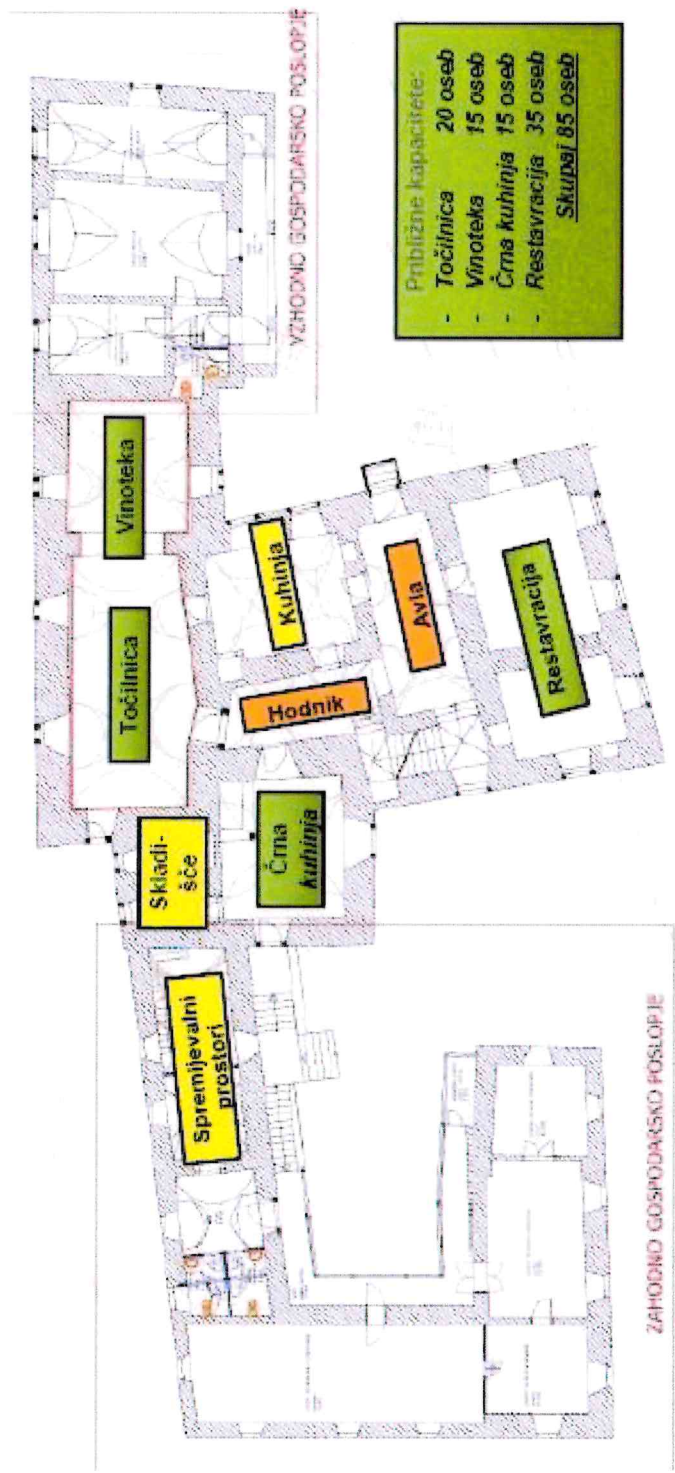 VZHODNO GOSPODARSKO POSLOPJE
Približne kapacitete:
- Točilnica 20 oseb
- Vinoteka 15 oseb
- Črna kuhinja 15 oseb
- Restavracija 35 oseb
Skupaj 85 oseb
Vinoteka
Točilnica
Kuhinja
Avla
Hodnik
Restavracija
Črna
kuhinja
Skladi-
šče
Spremljevalni
prostori
ZAHODNO GOSPODARSKO POSLOPJE